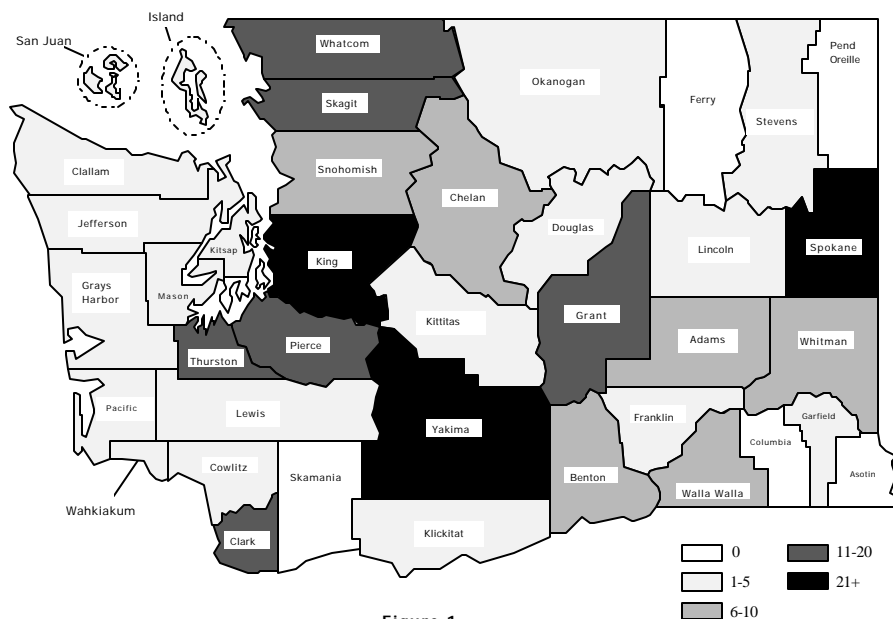 Island
San Juan
Whatcom
Pend
Oreille
Okanogan
Ferry
Skagit
Stevens
Snohomish
Clallam
Chelan
Jefferson
Douglas
Kitsap
King
Lincoln
Spokane
Grays
Harbor
Mason
Kittitas
Grant
Adams
Whitman
Thurston
Pierce
Pacific
Lewis
Yakima
Franklin
Garfield
Columbia
Cowlitz
Skamania
Benton
Asotin
Walla Walla
Wahkiakum
Clark
Klickitat
0
11-20
1-5
21+
6-10
Figure 1